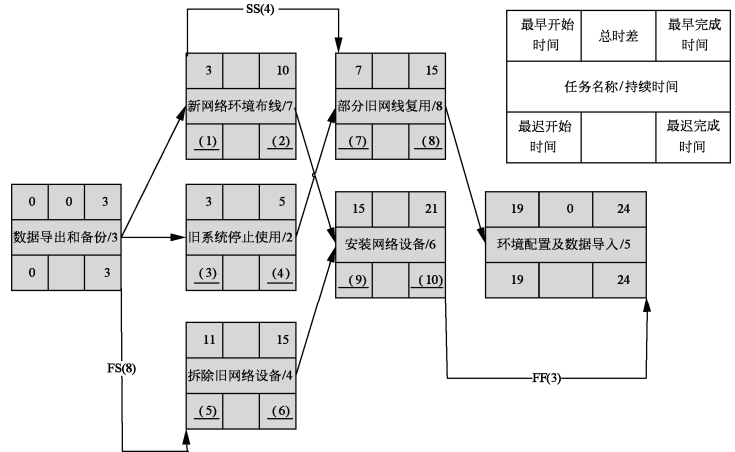 SS(4)
最早开始
时间
总时差
最早完成
时间
任务名称/持续时间
最迟开始
时间
最迟完成
时间
3 10
新网络环境布线/7
(1) (2)
7 15
部分旧网线复用/8
(7) (8)
0 0 3
数据导出和备份/3
0 3
3 5
旧系统停止使用/2
(3) (4)
15 21
安装网络设备/6
(9) (10)
19 0 24
环境配置及数据导入/5
19 24
11 15
拆除旧网络设备/4
(5) (6)
FS(8)
FF(3)